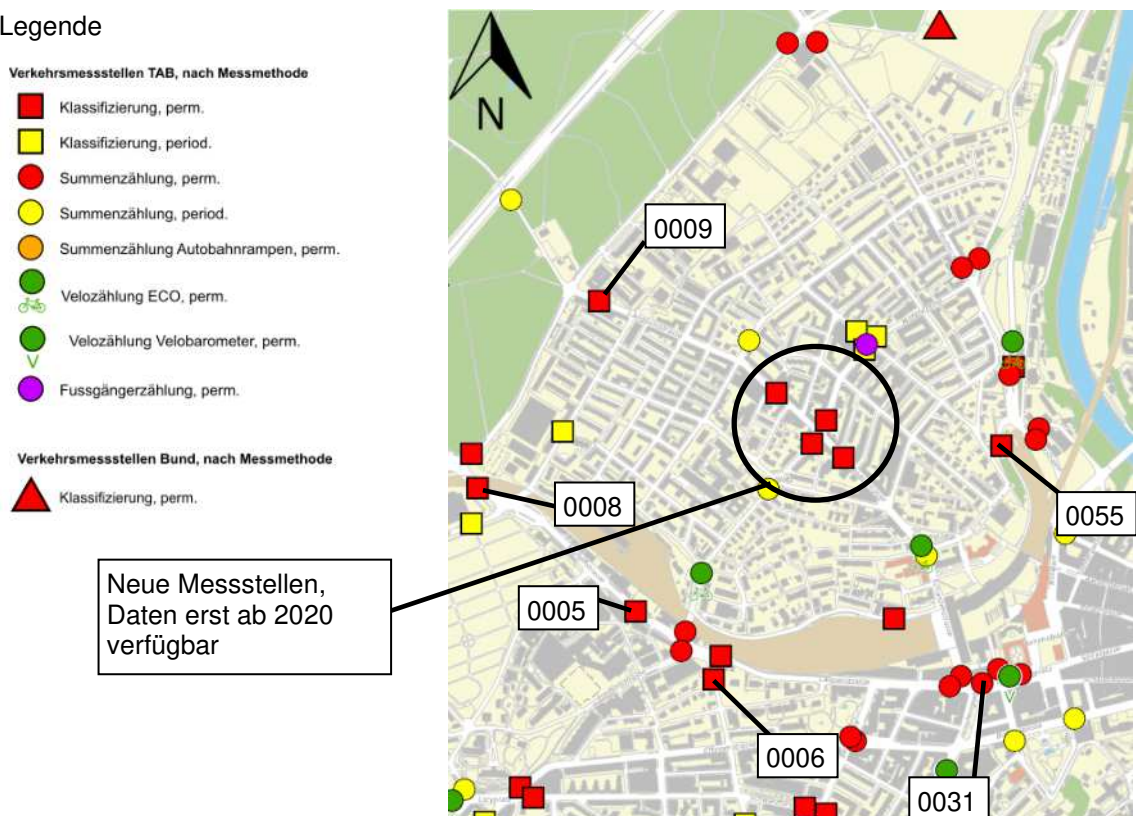 Legende
Verkehrsmessstellen TAB, nach Messmethode
Klassifizierung, perm.
Klassifizierung, period.
Summenzählung, perm.
Summenzählung, period.
Summenzählung Autobahnrampen, perm.
Velozählung ECO, perm.
Velozählung Velobarometer, perm.
V
Fussgängerzählung, perm.
Verkehrsmessstellen Bund, nach Messmethode
Klassifizierung, perm.
Neue Messstellen,
Daten erst ab 2020
verfügbar
N
0009
0008
0055
0005
0006
0031
V